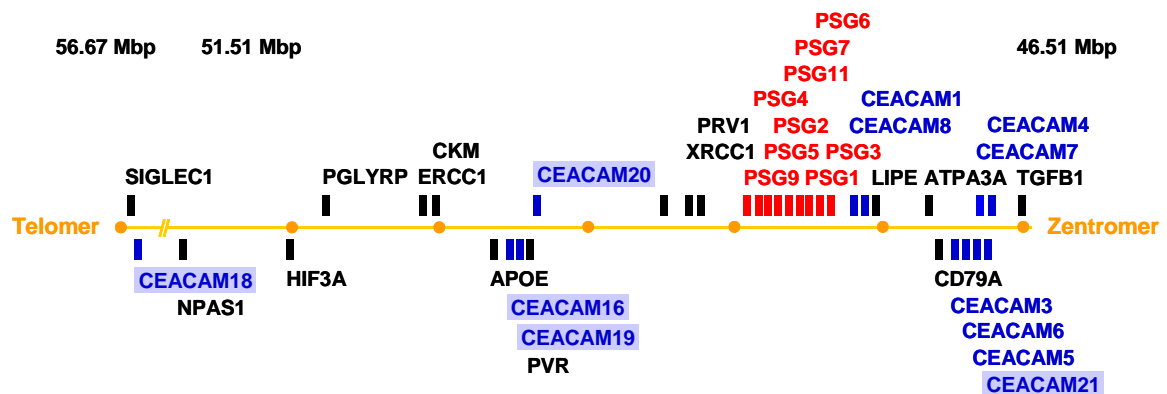 PSG6
56.67 Mbp 51.51 Mbp PSG7 46.51 Mbp
PSG11
PSG4 CEACAM1
PRV1 PSG2 CEACAM8 CEACAM4
CKM XRCC1 PSG5 PSG3 CEACAM7
SIGLEC1 PGLYRP ERCC1 CEACAM20 PSG9 PSG1 LIPE ATPA3A TGFB1
Telomer Zentromer
CEACAM18 HIF3A APOE CD79A
NPAS1 CEACAM16 CEACAM3
CEACAM19 CEACAM6
PVR CEACAM5
CEACAM21